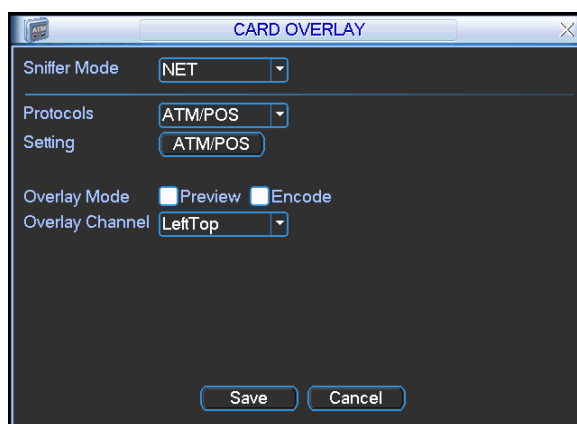 ATM
CARD OVERLAY
Sniffer Mode NET
Protocols ATM/POS
Setting ATM/POS
Overlay Mode Preview Encode
Overlay Channel LeftTop
Save Cancel